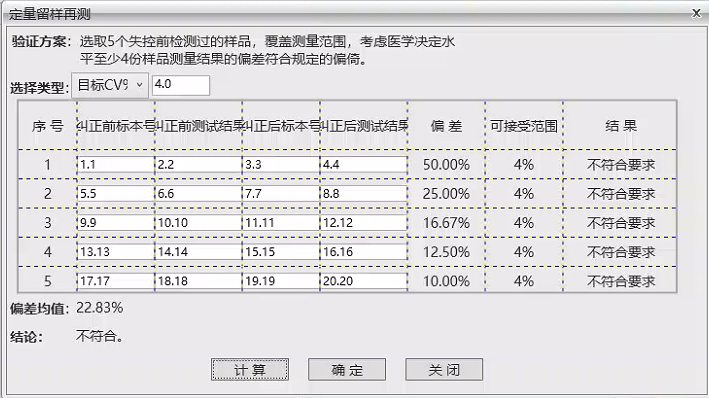 定量留样再测 x
验证方案: 选取5个失控前检测过的样品，覆盖测量范围，考虑医学决定水
平至少4份样品测量结果的偏差符合规定的偏倚。
选择类型: 目标CV% 4.0
序 号 纠正前标本号 纠正前测试结果 纠正后标本号 纠正后测试结果 偏 差 可接受范围 结 果
1 1.1 2.2 3.3 4.4 50.00% 4% 不符合要求
2 5.5 6.6 7.7 8.8 25.00% 4% 不符合要求
3 9.9 10.10 11.11 12.12 16.67% 4% 不符合要求
4 13.13 14.14 15.15 16.16 12.50% 4% 不符合要求
5 17.17 18.18 19.19 20.20 10.00% 4% 不符合要求
偏差均值: 22.83%
结论: 不符合。
计 算 确 定 关 闭